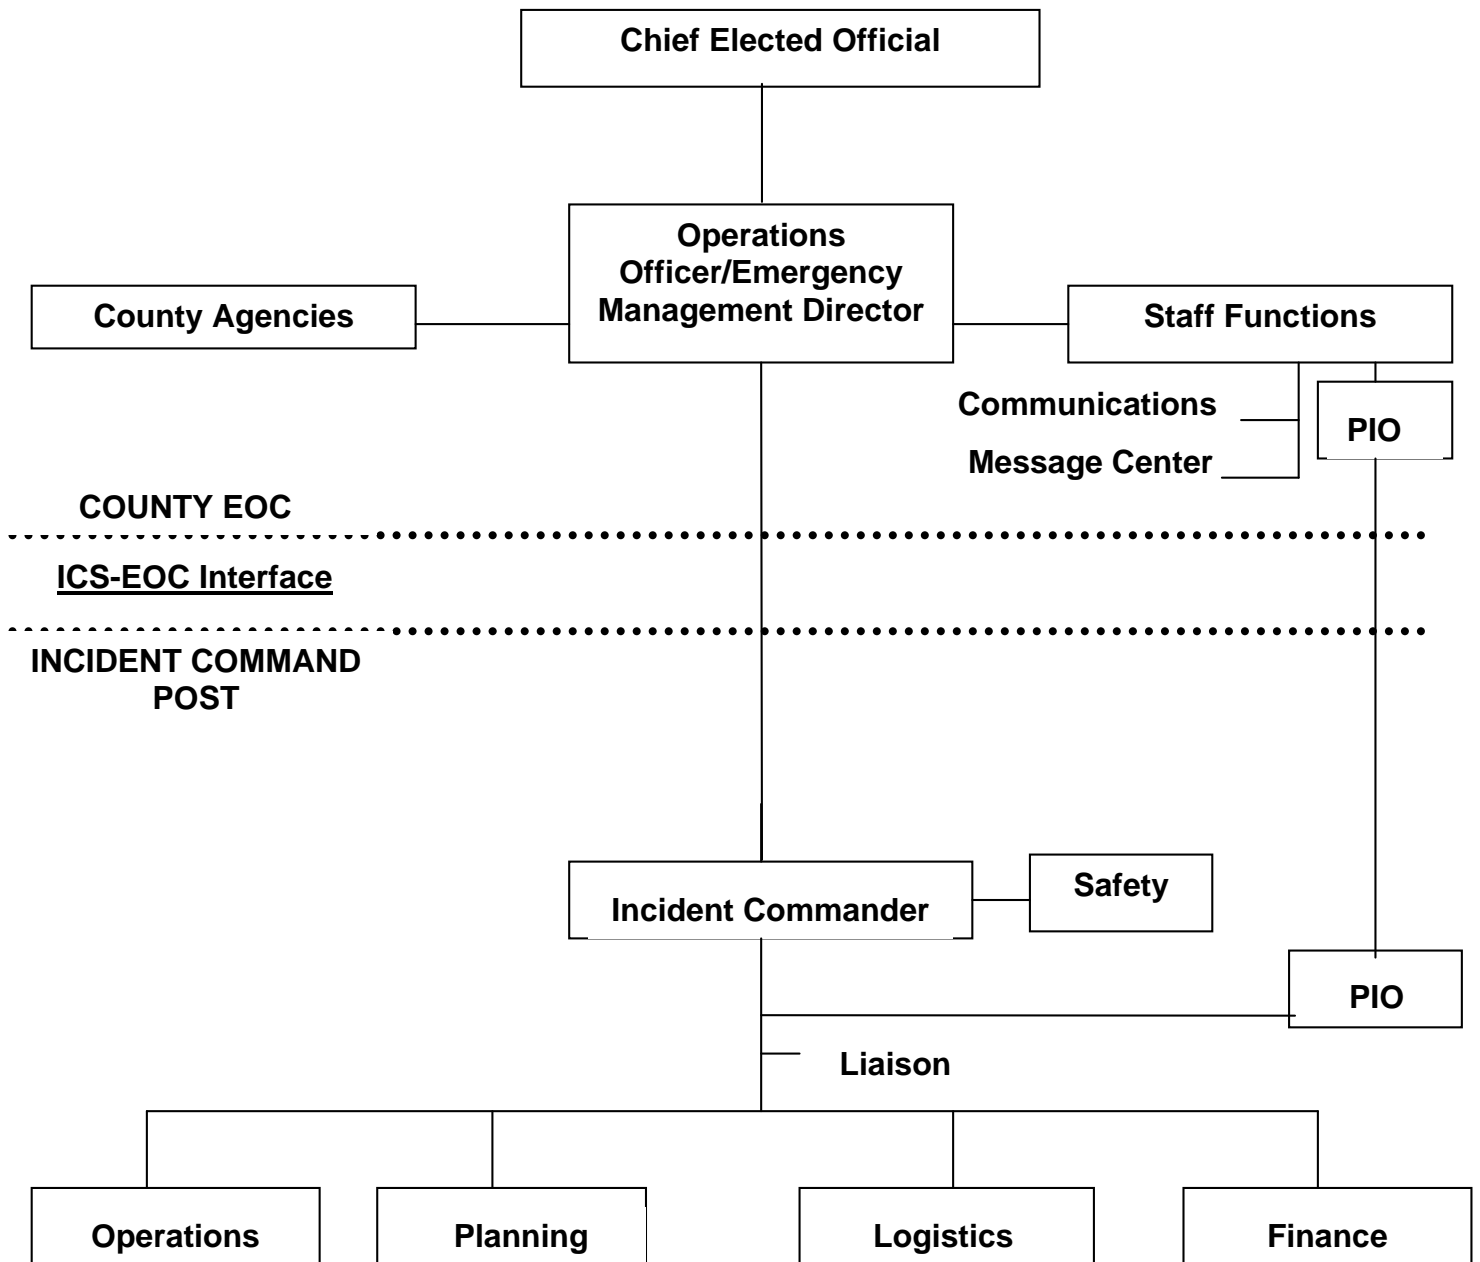 Chief Elected Official
Operations
Officer/Emergency
Management Director
County Agencies
Staff Functions
Communications
PIO
Message Center
COUNTY EOC
ICS-EOC Interface
INCIDENT COMMAND
POST
Incident Commander
Safety
PIO
Liaison
Operations
Planning
Logistics
Finance